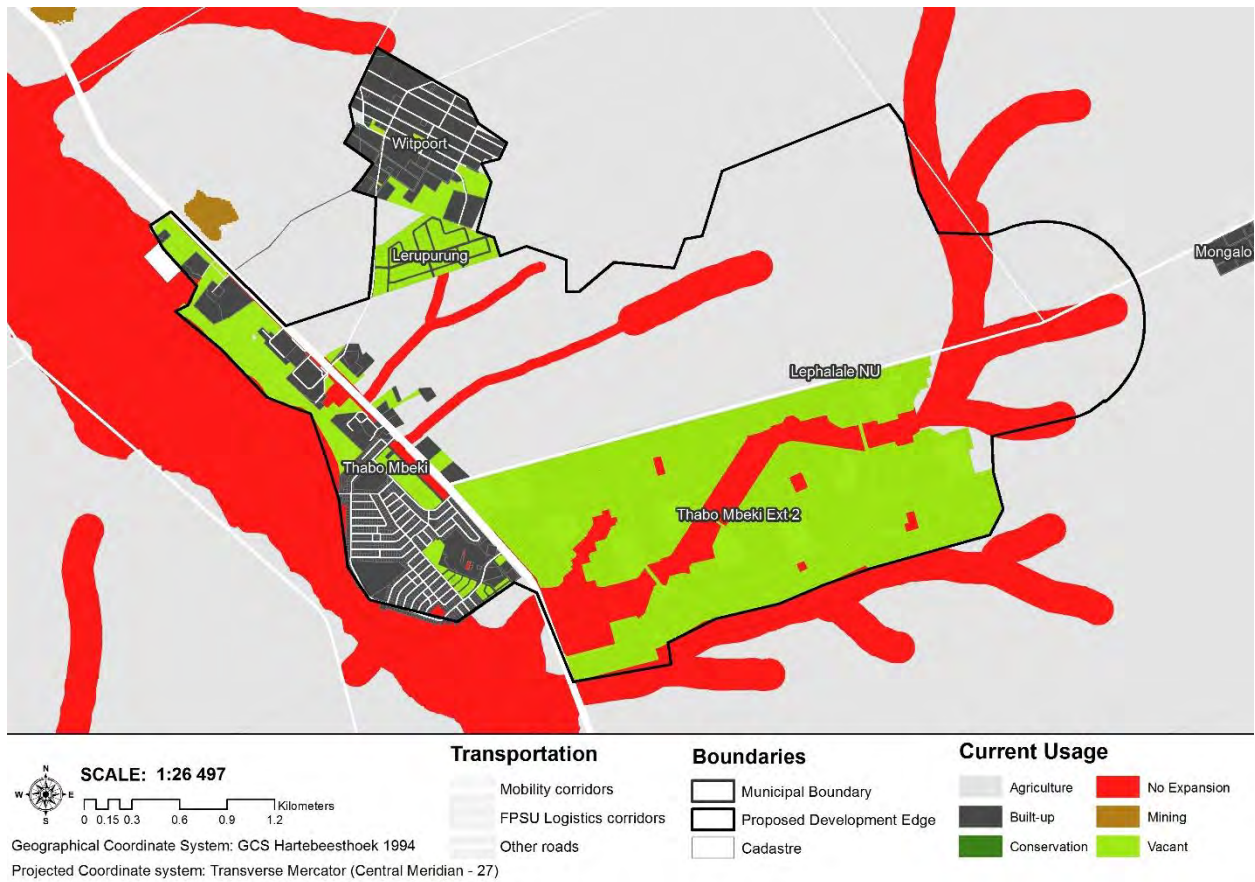 Witpoort
Lerupurung
Mongalo
Lephalale NU
Thabo Mbeki
Thabo Mbeki Ext 2
N
W
E
S
SCALE: 1:26 497
Kilometers
0 0.15 0.3 0.6 0.9 1.2
Geographical Coordinate System: GCS Hartebeesthoek 1994
Projected Coordinate system: Transverse Mercator (Central Meridian - 27)
Transportation
Mobility corridors
FPSU Logistics corridors
Other roads
Boundaries
Municipal Boundary
Proposed Development Edge
Cadastre
Current Usage
Agriculture
Built-up
Conservation
No Expansion
Mining
Vacant